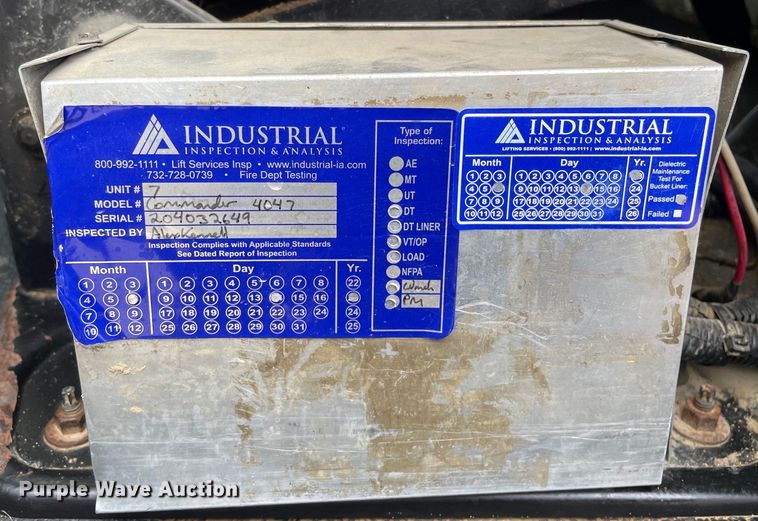 INDUSTRIAL
INSPECTION & ANALYSIS
800-992-1111 • Lift Services Insp • www.industrial-ia.com
732-728-0739 • Fire Dept Testing
UNIT # 7
MODEL # Commander 4047
SERIAL # 204032649
INSPECTED BY
Inspection Complies with Applicable Standards
See Dated Report of Inspection
Month Day Yr.
1 2 3 1 2 3 4 5 6 7 8 22
4 5 9 10 11 12 13 15 16
7 8 9 17 18 19 20 21 22 23 24 24
10 11 12 25 26 27 28 29 30 31 25
Type of
Inspection:
AE
MT
UT
DT
DT LINER
VT/OP
LOAD
NFPA
Winch
PM
INDUSTRIAL
INSPECTION & ANALYSIS
LIFTING SERVICES • (800) 992-1111 | www.industrial-ia.com
Month Day Yr.
1 2 3 1 2 3 4 5 6 7 8
4 5 9 10 11 12 13 15 16 24
7 8 9 17 18 19 20 21 22 23 24 25
10 11 12 25 26 27 28 29 30 31 26
Dielectric
Maintenance
Test For
Bucket Liner:
Passed
Failed
Purple Wave Auction